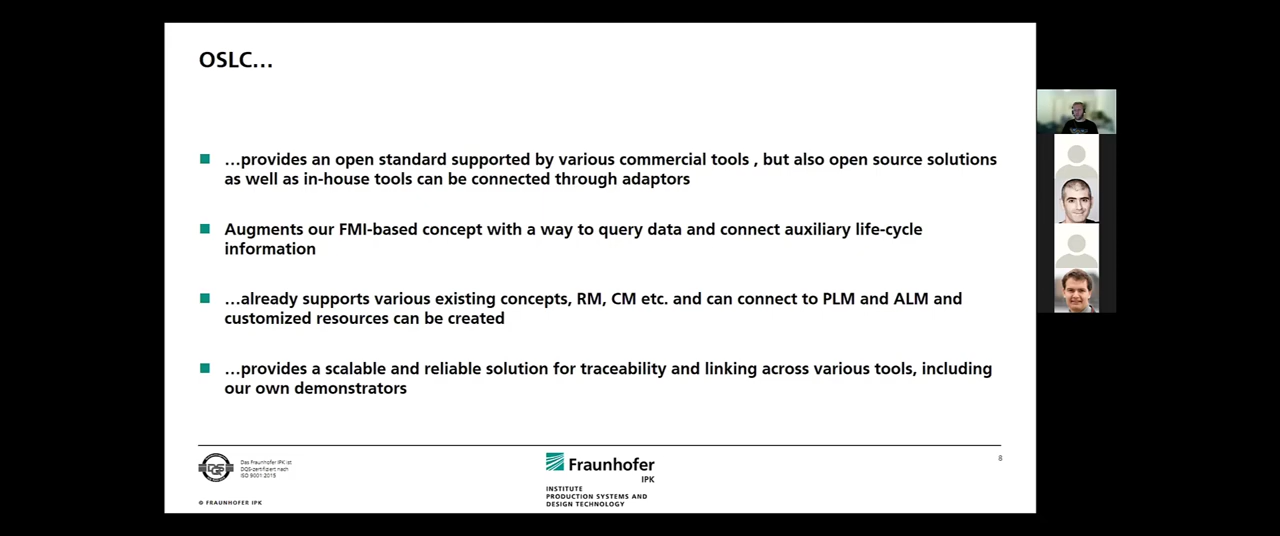 OSLC...
...provides an open standard supported by various commercial tools , but also open source solutions
as well as in-house tools can be connected through adaptors
Augments our FMI-based concept with a way to query data and connect auxiliary life-cycle
information
...already supports various existing concepts, RM, CM etc. and can connect to PLM and ALM and
customized resources can be created
...provides a scalable and reliable solution for traceability and linking across various tools, including
our own demonstrators
8
DQS
Das Fraunhofer IPK ist
DQS-zertifiziert nach
ISO 9001:2015
© FRAUNHOFER IPK
Fraunhofer
IPK
INSTITUTE
PRODUCTION SYSTEMS AND
DESIGN TECHNOLOGY